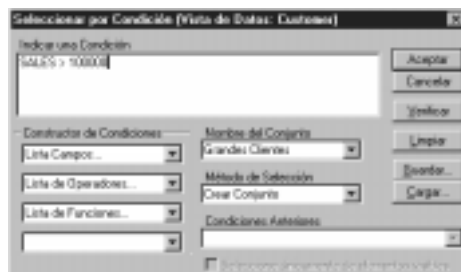 Seleccionar por Condición (Vista de Datos: Customer)
Indicar una Condición
SALES > 100000
Aceptar
Cancelar
Verificar
Limpiar
Guardar...
Cargar...
Constructor de Condiciones
Lista Campos...
Lista de Operadores...
Lista de Funciones...
Nombre del Conjunto
Grandes Clientes
Método de Selección
Crear Conjunto
Condiciones Anteriores